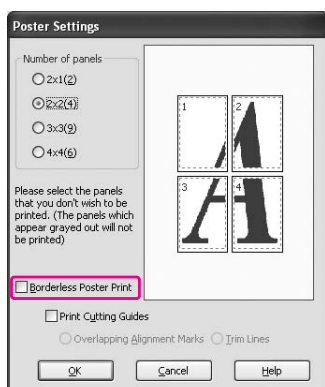 Poster Settings
Number of panels
2x1(2)
2x2(4)
3x3(9)
4x4(6)
Please select the panels
that you don't wish to be
printed. (The panels which
appear grayed out will not
be printed)
1 2
3 4
Borderless Poster Print
Print Cutting Guides
Overlapping Alignment Marks Trim Lines
OK Cancel Help